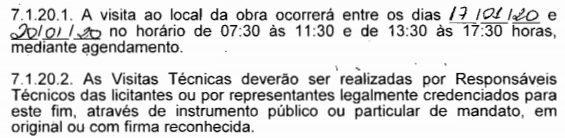 7.1.20.1. A visita ao local da obra ocorrerá entre os dias 17/01/20 e
20/01/20 no horário de 07:30 às 11:30 e de 13:30 às 17:30 horas,
mediante agendamento.
7.1.20.2. As Visitas Técnicas deverão ser realizadas por Responsáveis
Técnicos das licitantes ou por representantes legalmente credenciados para
este fim, através de instrumento público ou particular de mandato, em
original ou com firma reconhecida.